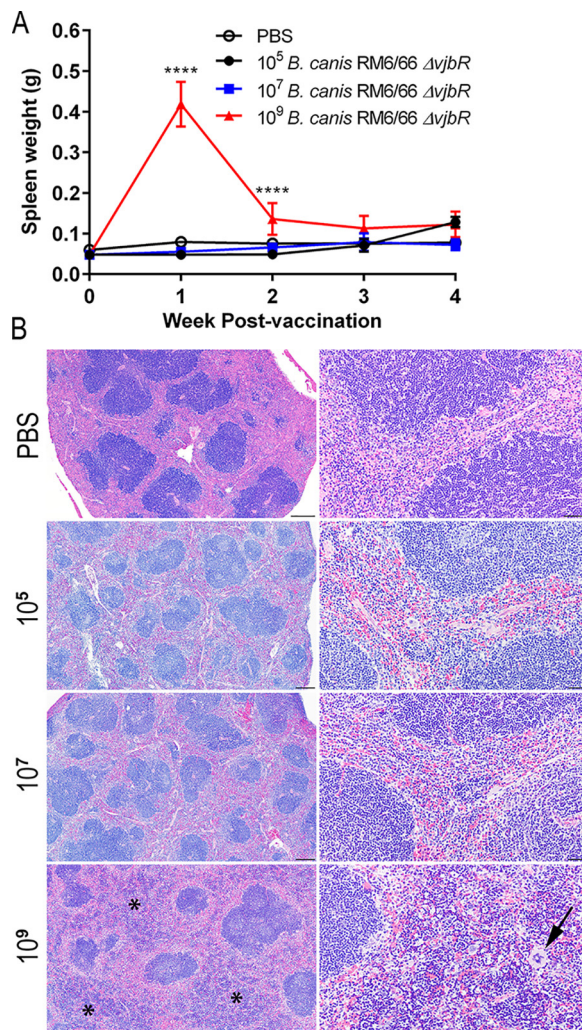 A
PBS
10⁵ B. canis RM6/66 ΔvjbR
10⁷ B. canis RM6/66 ΔvjbR
10⁹ B. canis RM6/66 ΔvjbR
****
****
Spleen weight (g)
0.6
0.5
0.4
0.3
0.2
0.1
0.0
0 1 2 3 4
Week Post-vaccination
B
PBS
10⁵
10⁷
10⁹
*
*
*